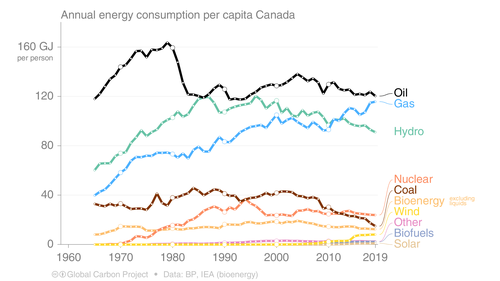 Annual energy consumption per capita Canada
160 GJ
per person
120
80
40
0
1960
1970
1980
1990
2000
2010
2019
Oil
Gas
Hydro
Nuclear
Coal
Bioenergy excluding
liquids
Wind
Other
Biofuels
Solar
Global Carbon Project • Data: BP, IEA (bioenergy)